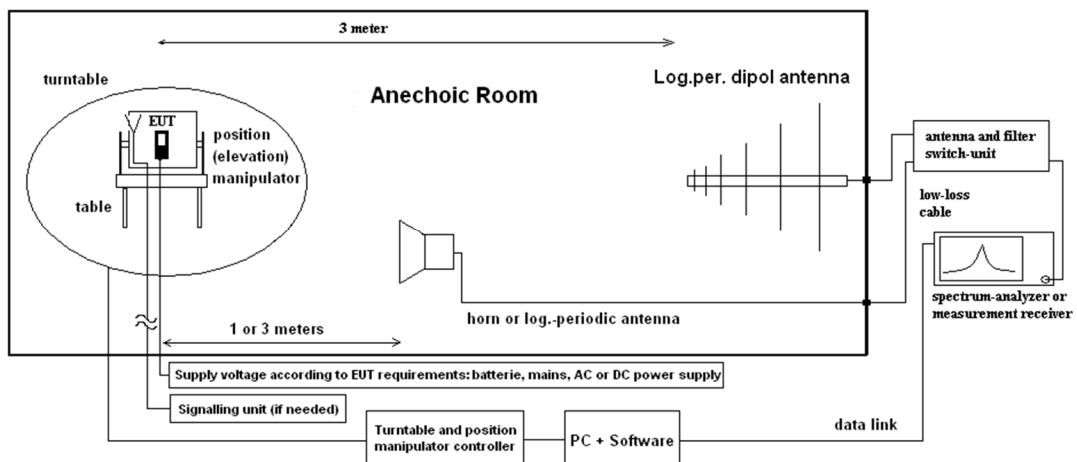 3 meter
turntable
Log.per. dipol antenna
Anechoic Room
EUT
position
(elevation)
manipulator
table
antenna and filter
switch-unit
low-loss
cable
spectrum-analyzer or
measurement receiver
horn or log.-periodic antenna
1 or 3 meters
Supply voltage according to EUT requirements: batterie, mains, AC or DC power supply
Signalling unit (if needed)
Turntable and position
manipulator controller
PC + Software
data link